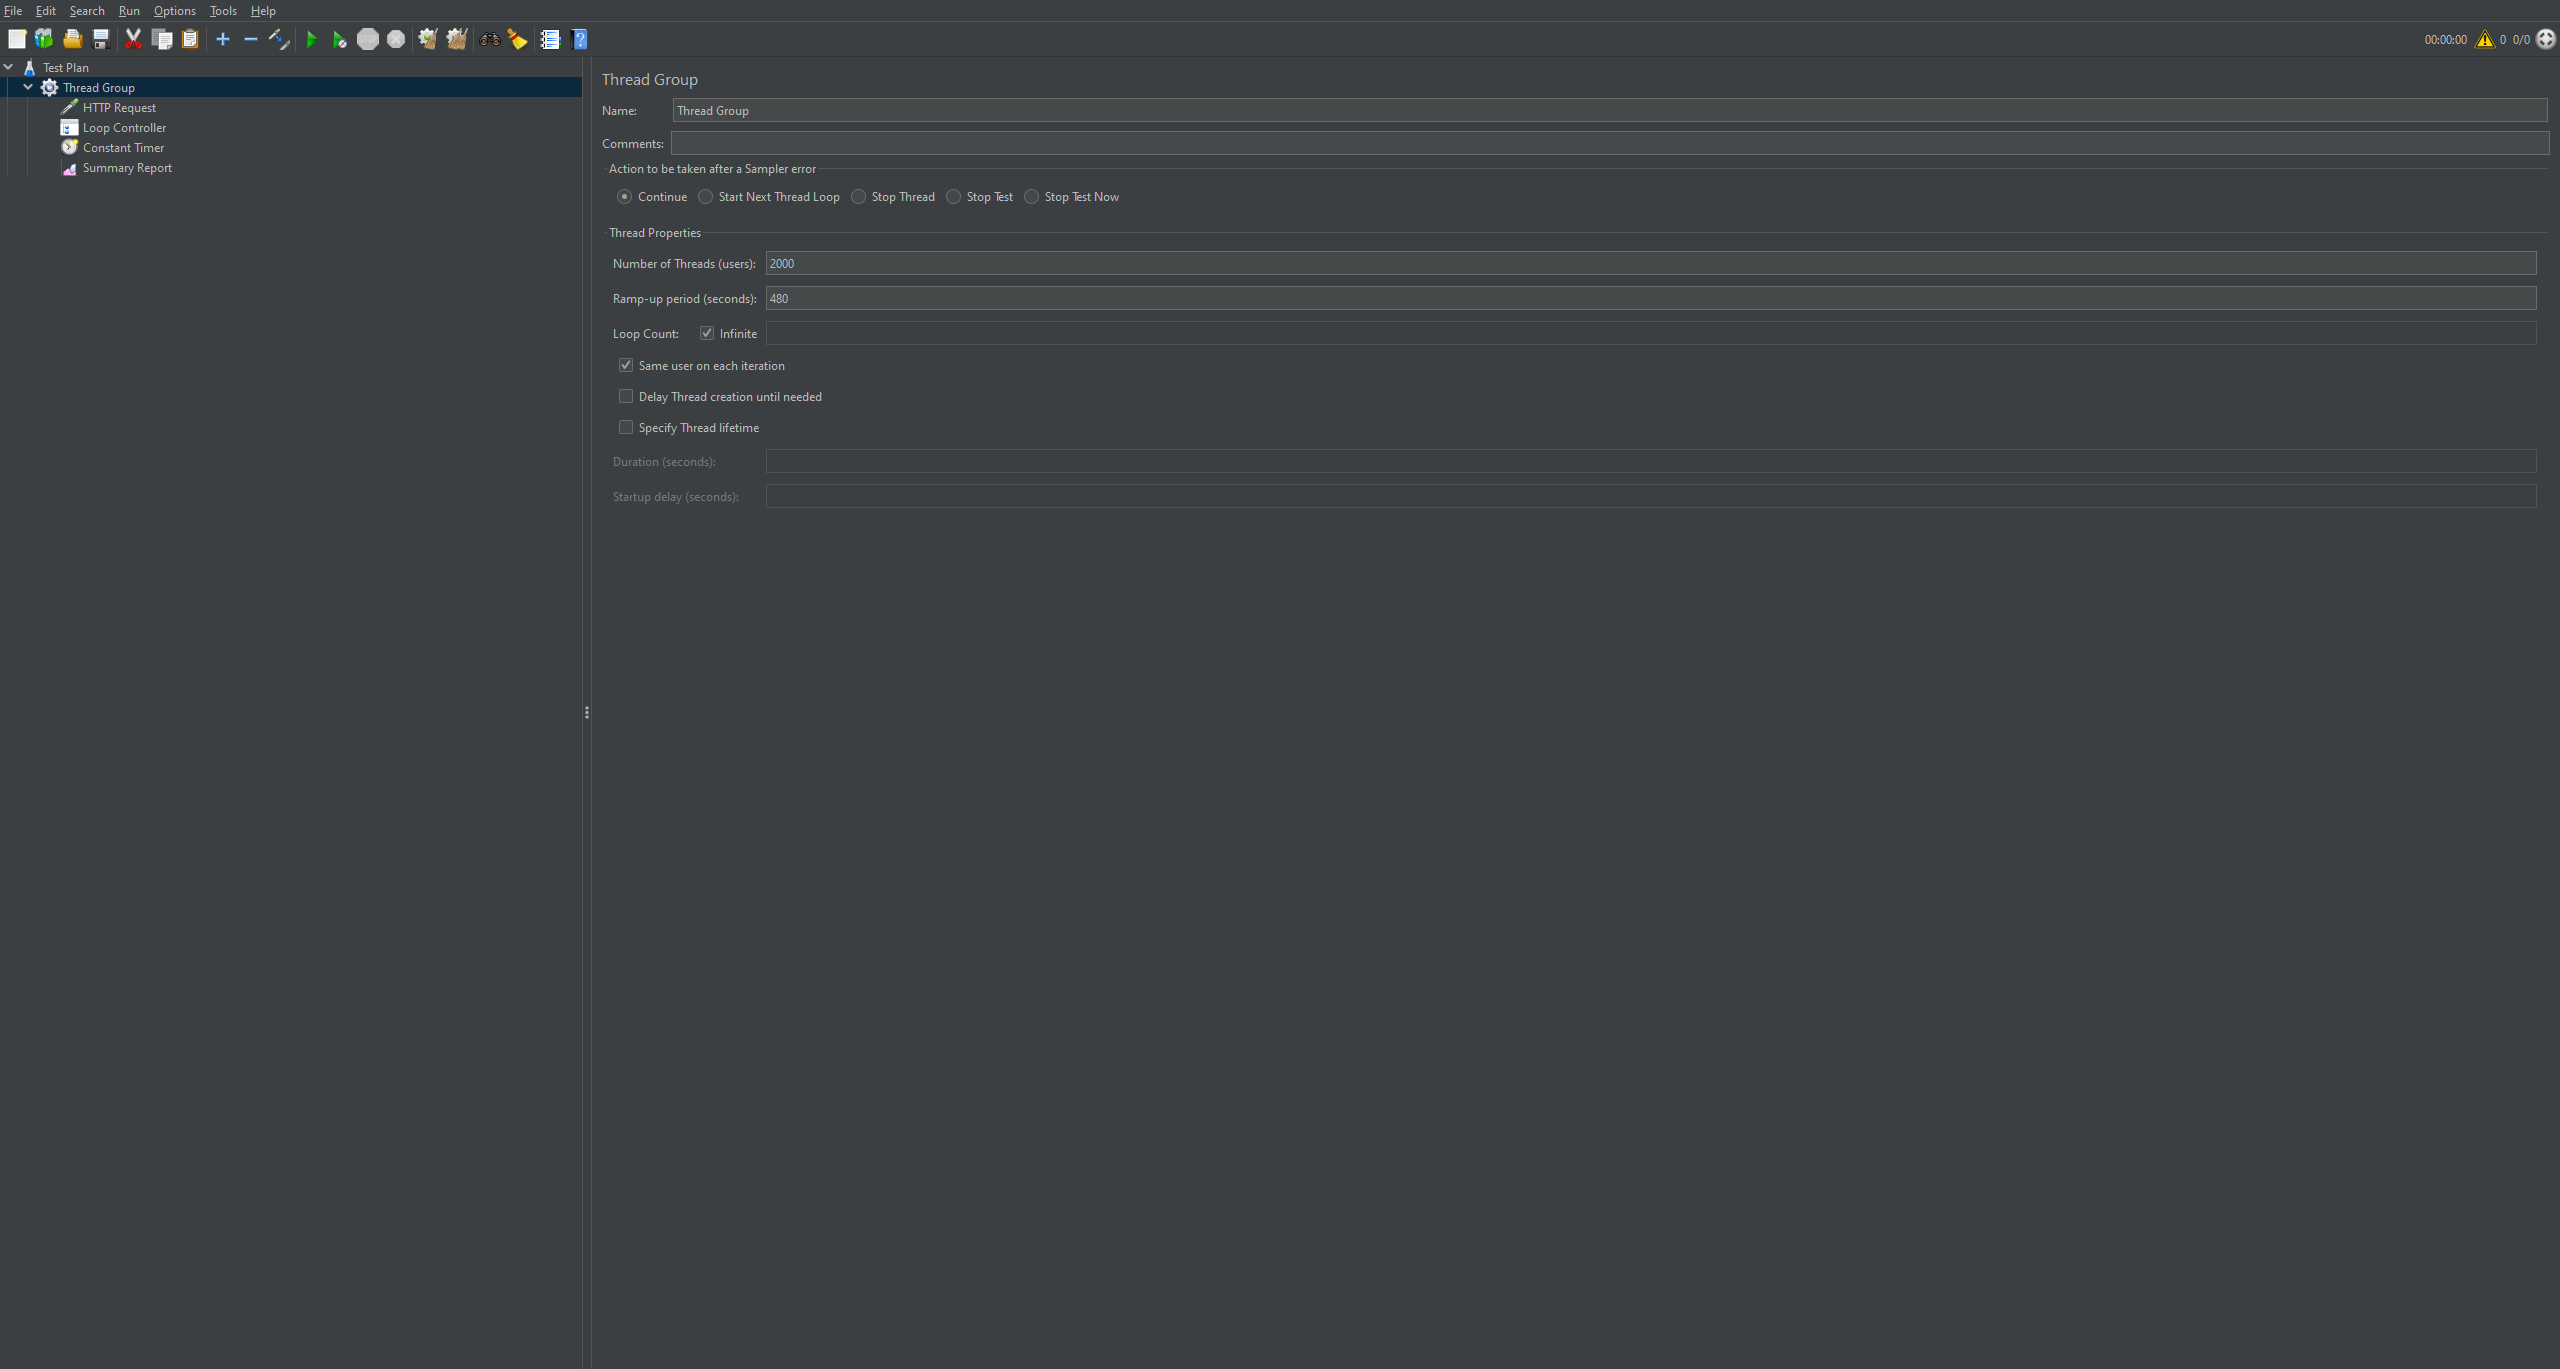 File Edit Search Run Options Tools Help
00:00:00 0 0/0
Test Plan
Thread Group
HTTP Request
Loop Controller
Constant Timer
Summary Report
Thread Group
Name: Thread Group
Comments:
Action to be taken after a Sampler error
Continue Start Next Thread Loop Stop Thread Stop Test Stop Test Now
Thread Properties
Number of Threads (users): 2000
Ramp-up period (seconds): 480
Loop Count: Infinite
Same user on each iteration
Delay Thread creation until needed
Specify Thread lifetime
Duration (seconds):
Startup delay (seconds):